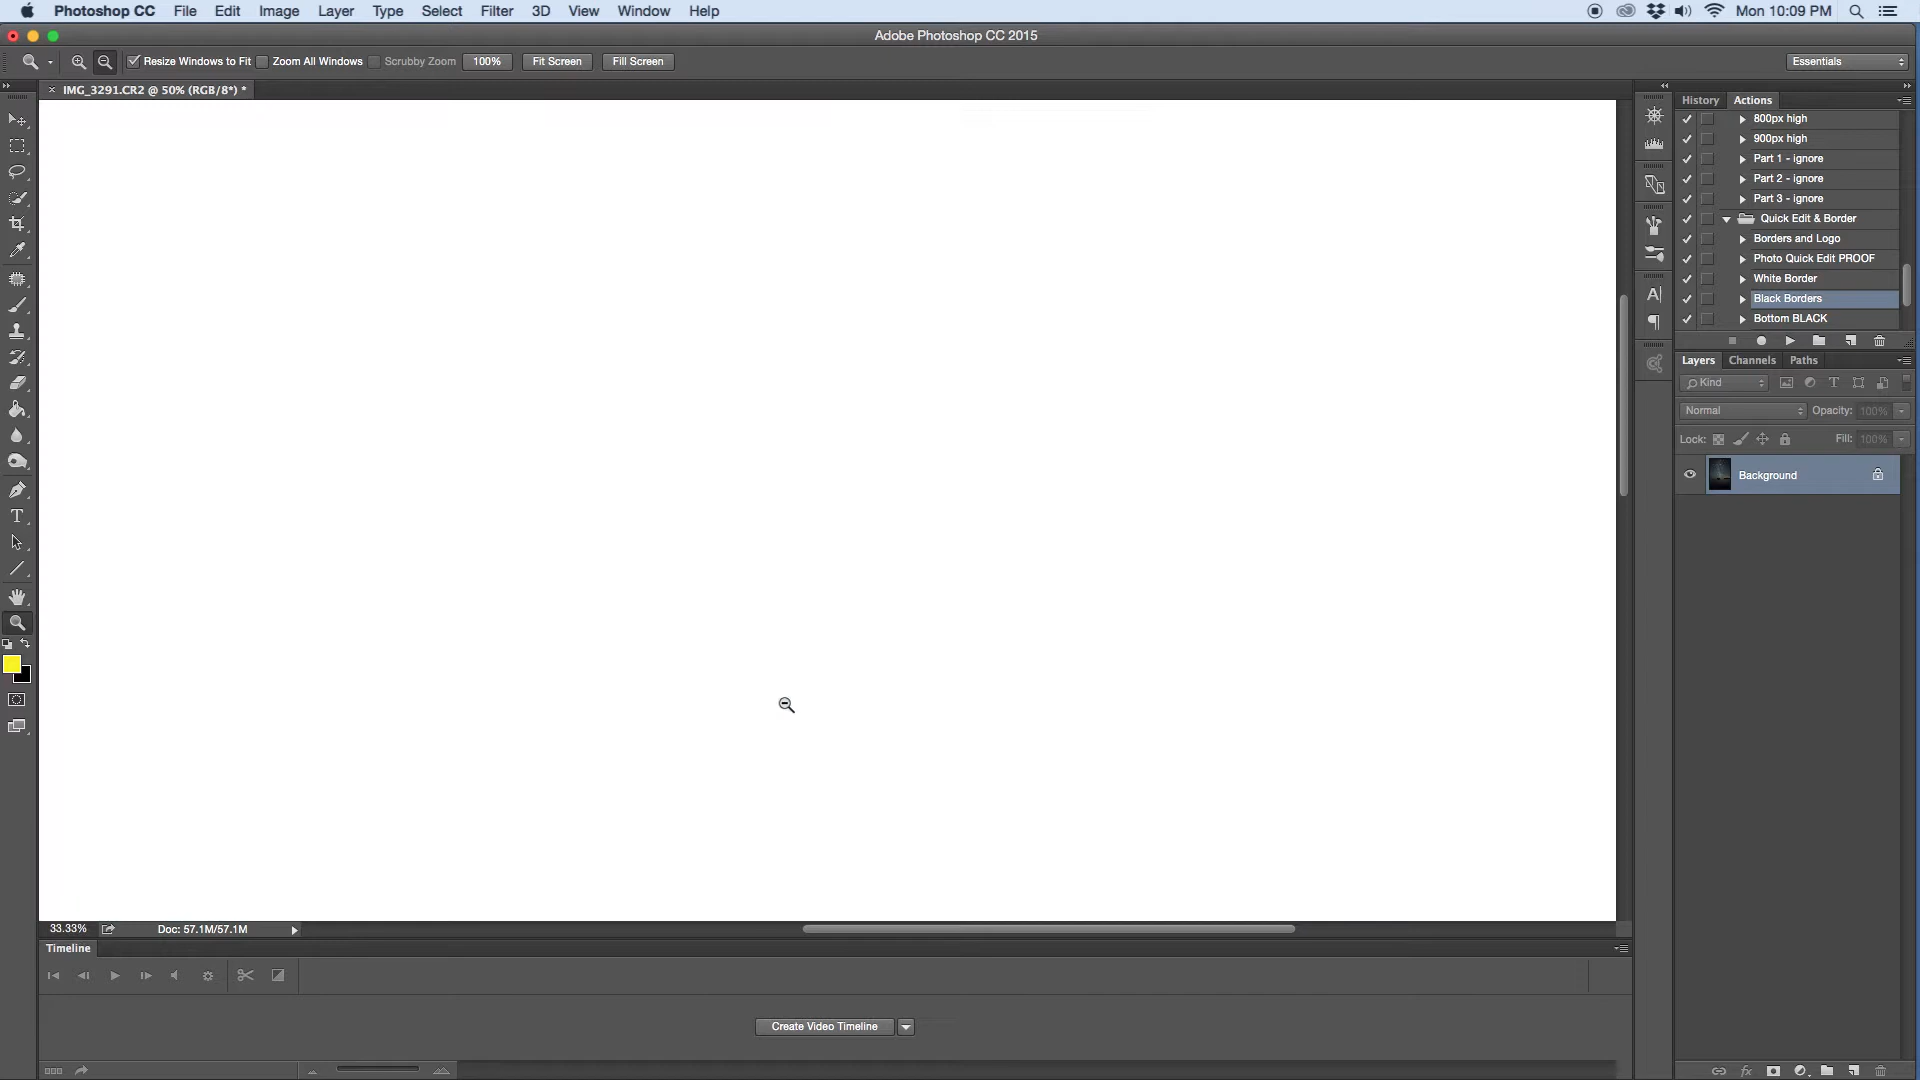 Photoshop CC File Edit Image Layer Type Select Filter 3D View Window Help Mon 10:09 PM
Adobe Photoshop CC 2015
Resize Windows to Fit Zoom All Windows Scrubby Zoom 100% Fit Screen Fill Screen Essentials
IMG_3291.CR2 @ 50% (RGB/8*) *
History Actions
800px high
900px high
Part 1 - ignore
Part 2 - ignore
Part 3 - ignore
Quick Edit & Border
Borders and Logo
Photo Quick Edit PROOF
White Border
Black Borders
Bottom BLACK
Layers Channels Paths
Kind
Normal Opacity: 100%
Lock: Fill: 100%
Background
33.33% Doc: 57.1M/57.1M
Timeline
Create Video Timeline